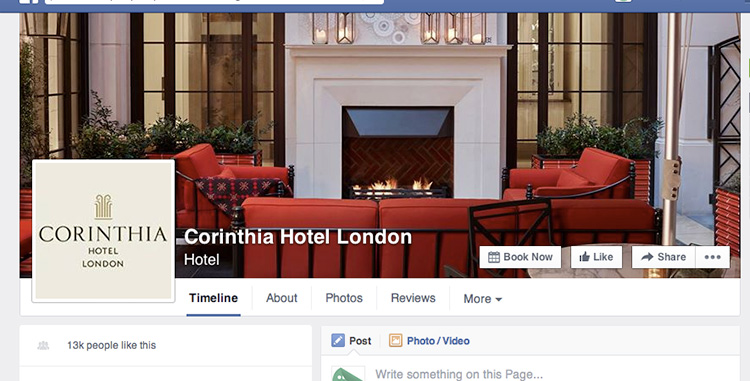 CORINTHIA
HOTEL
LONDON
Corinthia Hotel London
Hotel
Book Now
Like
Share
Timeline
About
Photos
Reviews
More
13k people like this
Post
Photo / Video
Write something on this Page...